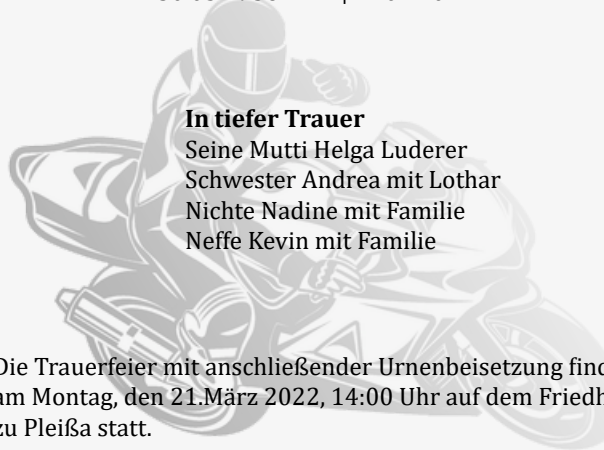 In tiefer Trauer
Seine Mutti Helga Luderer
Schwester Andrea mit Lothar
Nichte Nadine mit Familie
Neffe Kevin mit Familie
Die Trauerfeier mit anschließender Urnenbeisetzung
am Montag, den 21.März 2022, 14:00 Uhr auf dem
zu Pleißa statt.